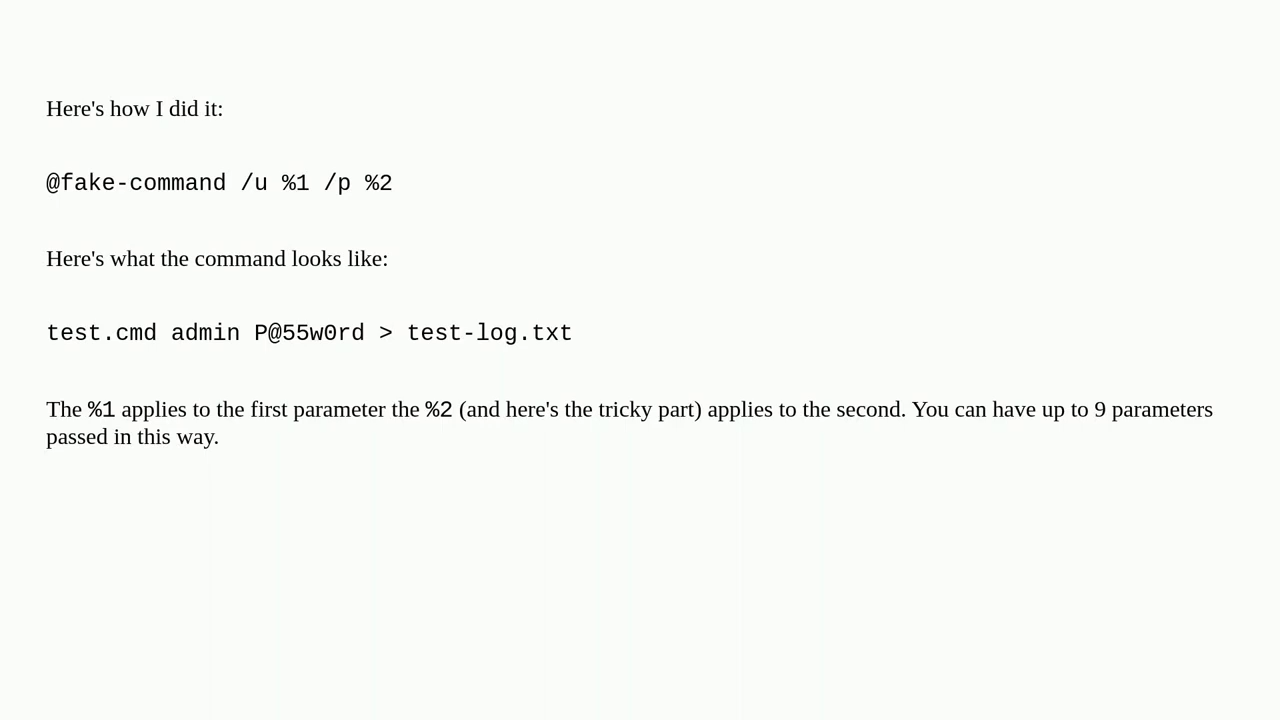 Here's how I did it:
@fake-command /u %1 /p %2
Here's what the command looks like:
test.cmd admin P@55w0rd > test-log.txt
The %1 applies to the first parameter the %2 (and here's the tricky part) applies to the second. You can have up to 9 parameters
passed in this way.